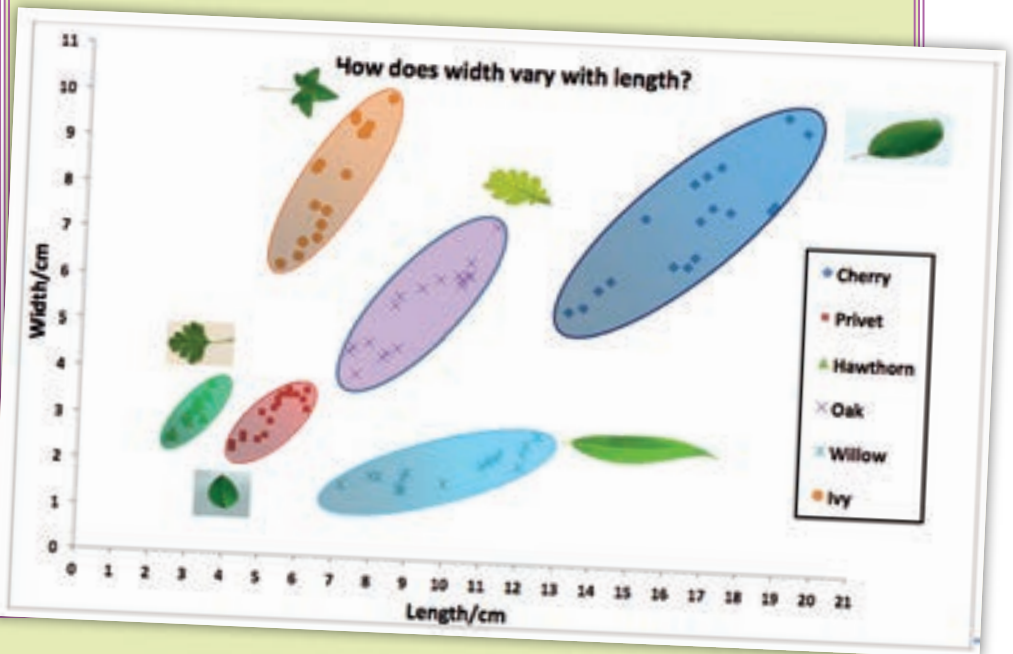 How does width vary with length?
11
10
9
8
7
6
5
4
3
2
1
0
Width/cm
0 1 2 3 4 5 6 7 8 9 10 11 12 13 14 15 16 17 18 19 20 21
Length/cm
Cherry
Privet
Hawthorn
Oak
Willow
Ivy